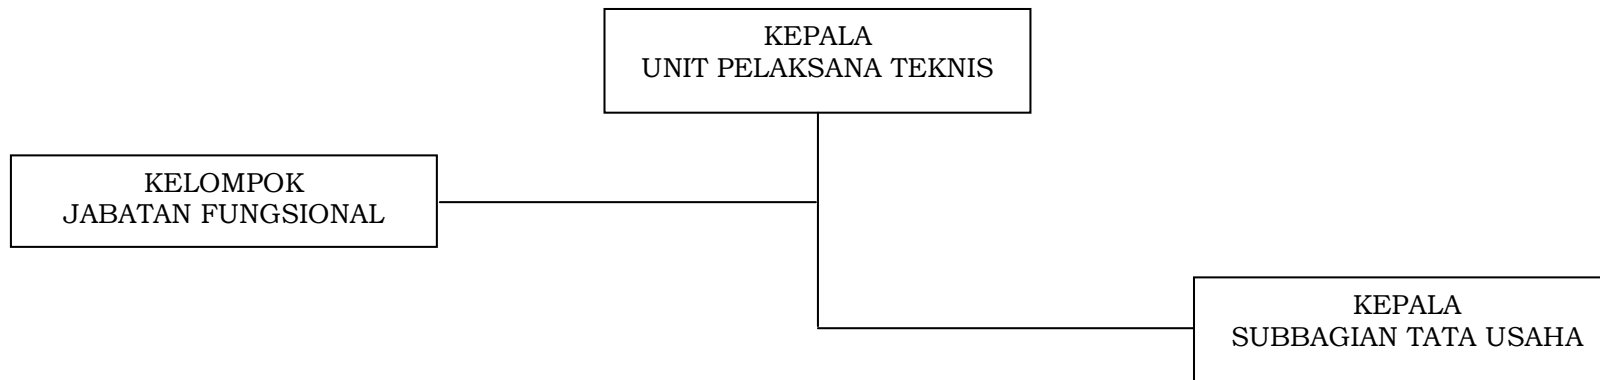 KEPALA
UNIT PELAKSANA TEKNIS
KELOMPOK
JABATAN FUNGSIONAL
KEPALA
SUBBAGIAN TATA USAHA